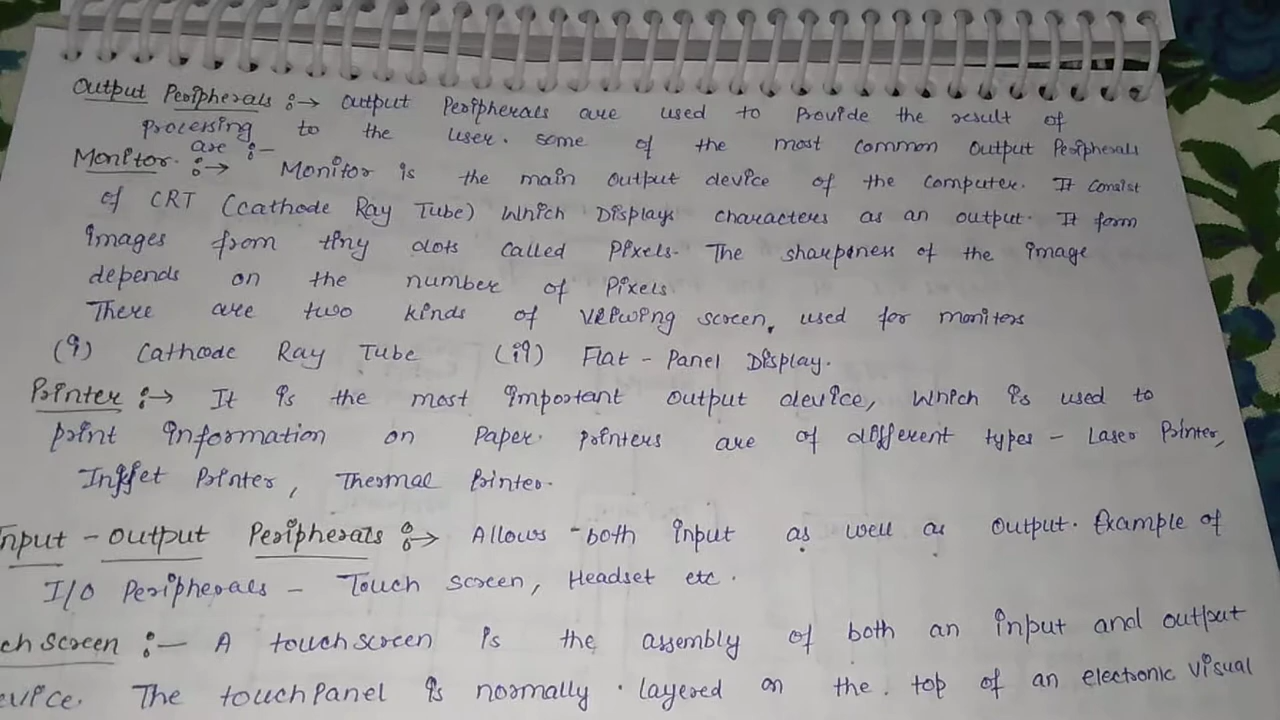 Output Peripherals :→ Output Peripherals are used to Provide the result of
Processing to the user. some of the most common Output Peripherals
are :-
Monitor. :→ Monitor is the main output device of the computer. It consist
of CRT (Cathode Ray Tube) Which Displays characters as an output. It form
images from tiny dots called Pixels. The sharpness of the image
depends on the number of Pixels.
There are two kinds of viewing screen, used for monitors
(i) Cathode Ray Tube (ii) Flat - Panel Display.
Printer :→ It is the most important output device, Which is used to
print information on Paper. printers are of different types - Laser Printer,
Inkjet Printer, Thermal Printer.
nput - output Peripherals :→ Allows both input as well as output. Example of
I/O Peripherals - Touch screen, Headset etc.
ch screen :- A touchscreen is the assembly of both an input and output
evice. The touch Panel is normally layered on the top of an electronic visual